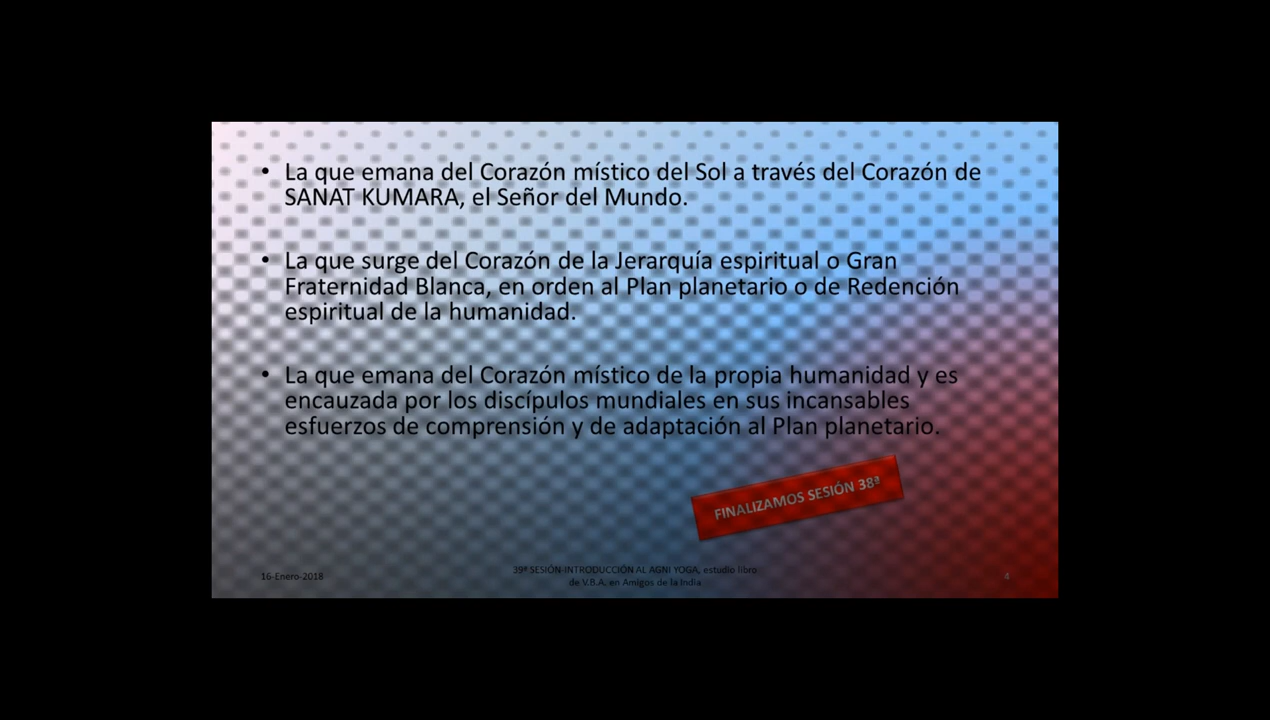 • La que emana del Corazón místico del Sol a través del Corazón de
SANAT KUMARA, el Señor del Mundo.
• La que surge del Corazón de la Jerarquía espiritual o Gran
Fraternidad Blanca, en orden al Plan planetario o de Redención
espiritual de la humanidad.
• La que emana del Corazón místico de la propia humanidad y es
encauzada por los discípulos mundiales en sus incansables
esfuerzos de comprensión y de adaptación al Plan planetario.
FINALIZAMOS SESIÓN 38ª
16-Enero-2018
39ª SESIÓN-INTRODUCCIÓN AL AGNI YOGA, estudio libro
de V.B.A, en Amigos de la India
4